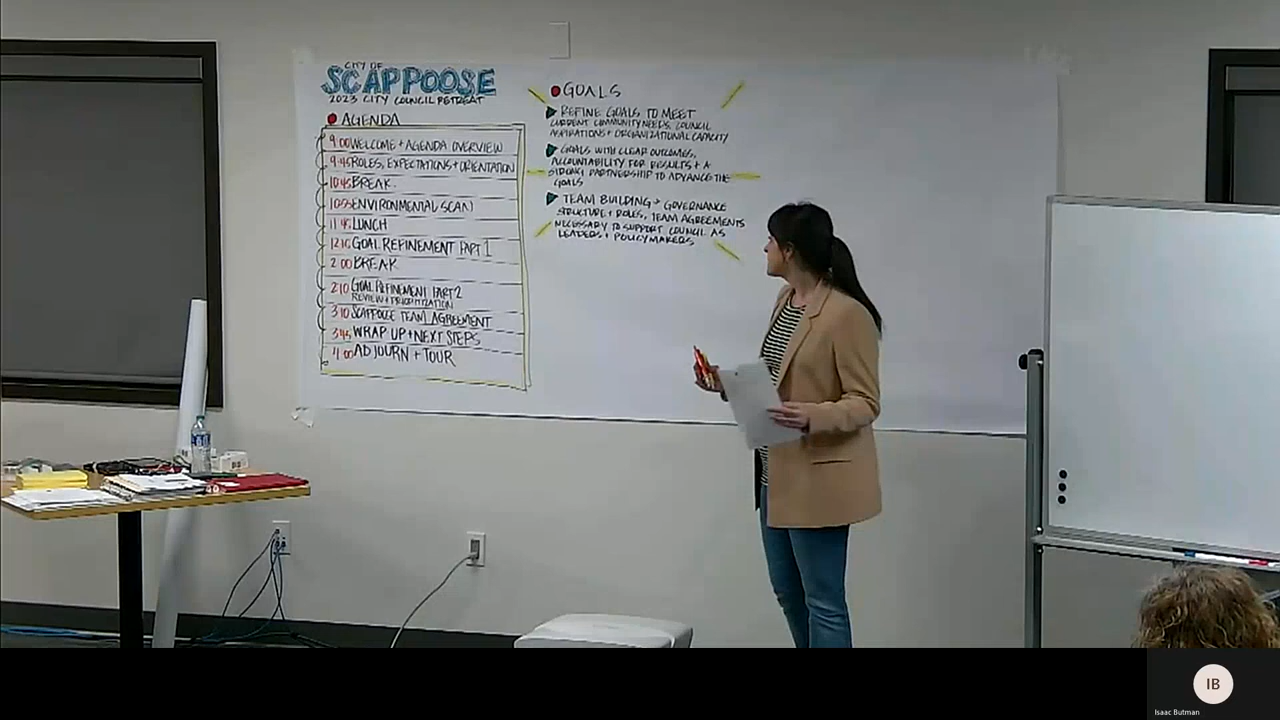 CITY OF
SCAPPOOSE
2023 CITY COUNCIL RETREAT
AGENDA
9:00 WELCOME + AGENDA OVERVIEW
9:45 ROLES, EXPECTATIONS + ORIENTATION
10:45 BREAK
10:55 ENVIRONMENTAL SCAN
11:45 LUNCH
12:10 GOAL REFINEMENT PART 1
2:00 BREAK
2:10 GOAL REFINEMENT PART 2
REVIEW + PRIORITIZATION
3:10 SCAPPOOSE TEAM AGREEMENT
3:45 WRAP UP + NEXT STEPS
4:00 ADJOURN + TOUR
GOALS
REFINE GOALS TO MEET
CURRENT COMMUNITY NEEDS, COUNCIL
ASPIRATIONS + ORGANIZATIONAL CAPACITY
GOALS WITH CLEAR OUTCOMES,
ACCOUNTABILITY FOR RESULTS + A
STRONG PARTNERSHIP TO ADVANCE THE
GOALS
TEAM BUILDING → GOVERNANCE
STRUCTURE + ROLES, TEAM AGREEMENTS
NECESSARY TO SUPPORT COUNCIL AS
LEADERS + POLICYMAKERS
IB
Isaac Butman